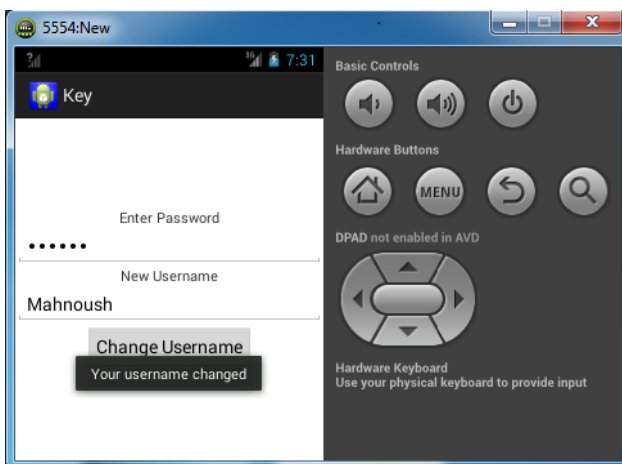 5554:New
3G 7:31
Key
Enter Password
••••••
New Username
Mahnoush
Change Username
Your username changed
Basic Controls
Hardware Buttons
MENU
DPAD not enabled in AVD
Hardware Keyboard
Use your physical keyboard to provide input